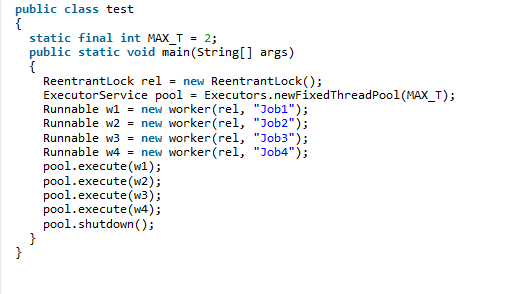 public class test
{
  static final int MAX_T = 2;
  public static void main(String[] args)
  {
    ReentrantLock rel = new ReentrantLock();
    ExecutorService pool = Executors.newFixedThreadPool(MAX_T);
    Runnable w1 = new worker(rel, "Job1");
    Runnable w2 = new worker(rel, "Job2");
    Runnable w3 = new worker(rel, "Job3");
    Runnable w4 = new worker(rel, "Job4");
    pool.execute(w1);
    pool.execute(w2);
    pool.execute(w3);
    pool.execute(w4);
    pool.shutdown();
  }
}